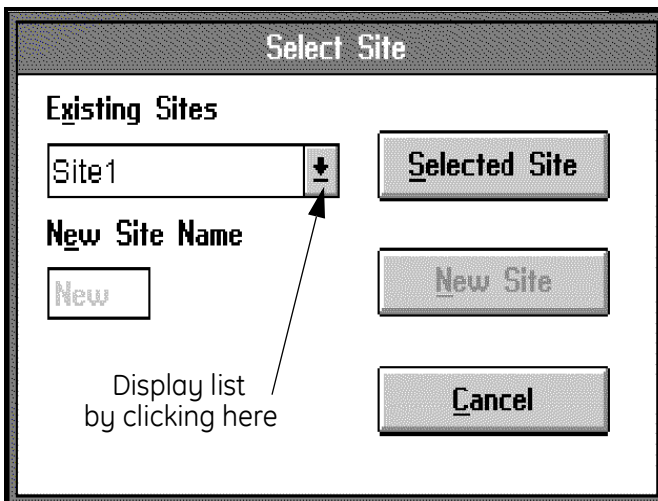 Select Site
Existing Sites
Site1
Selected Site
New Site Name
New
New Site
Display list
by clicking here
Cancel